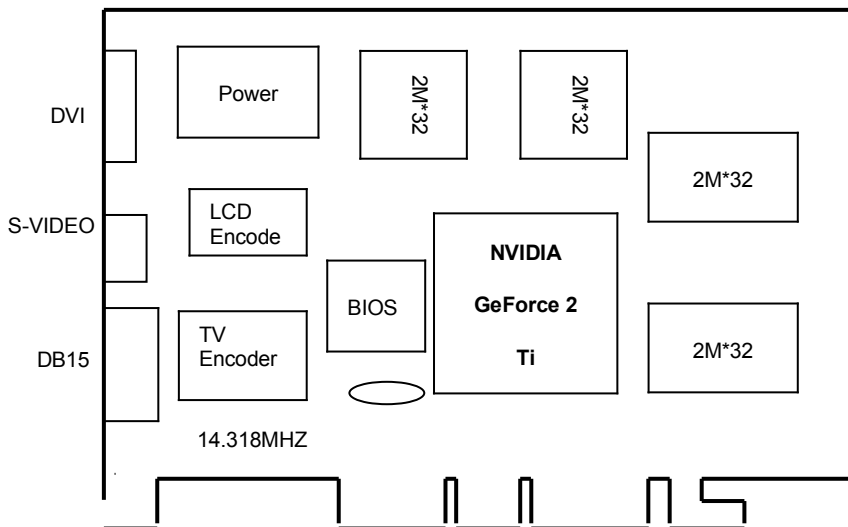 DVI
Power
2M*32
2M*32
2M*32
S-VIDEO
LCD
Encode
NVIDIA
GeForce 2
Ti
BIOS
DB15
TV
Encoder
2M*32
14.318MHZ